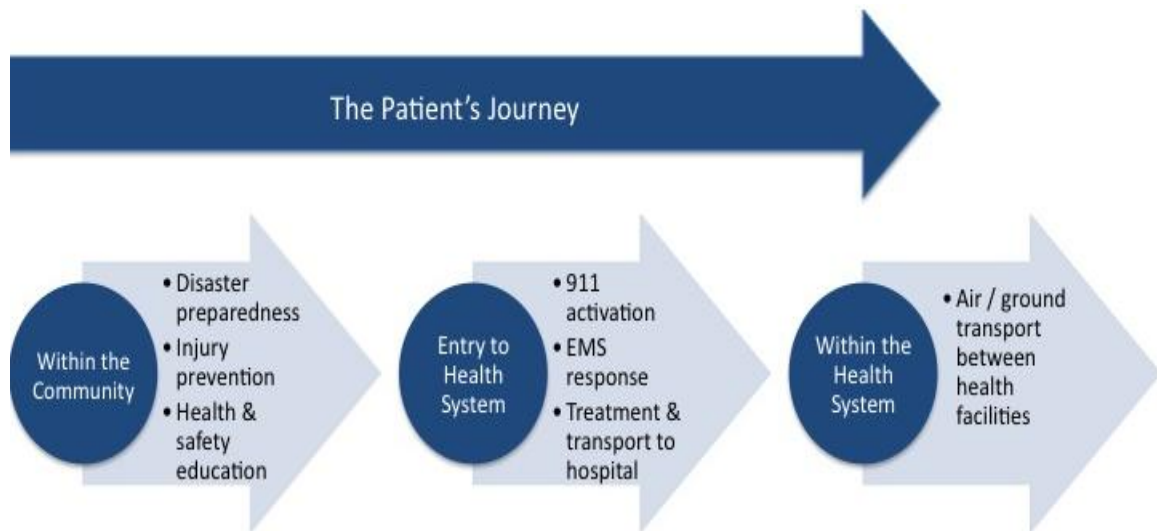 The Patient's Journey
Within the
Community
• Disaster
preparedness
• Injury
prevention
• Health &
safety
education
Entry to
Health
System
• 911
activation
• EMS
response
• Treatment &
transport to
hospital
Within the
Health
System
• Air / ground
transport
between
health
facilities